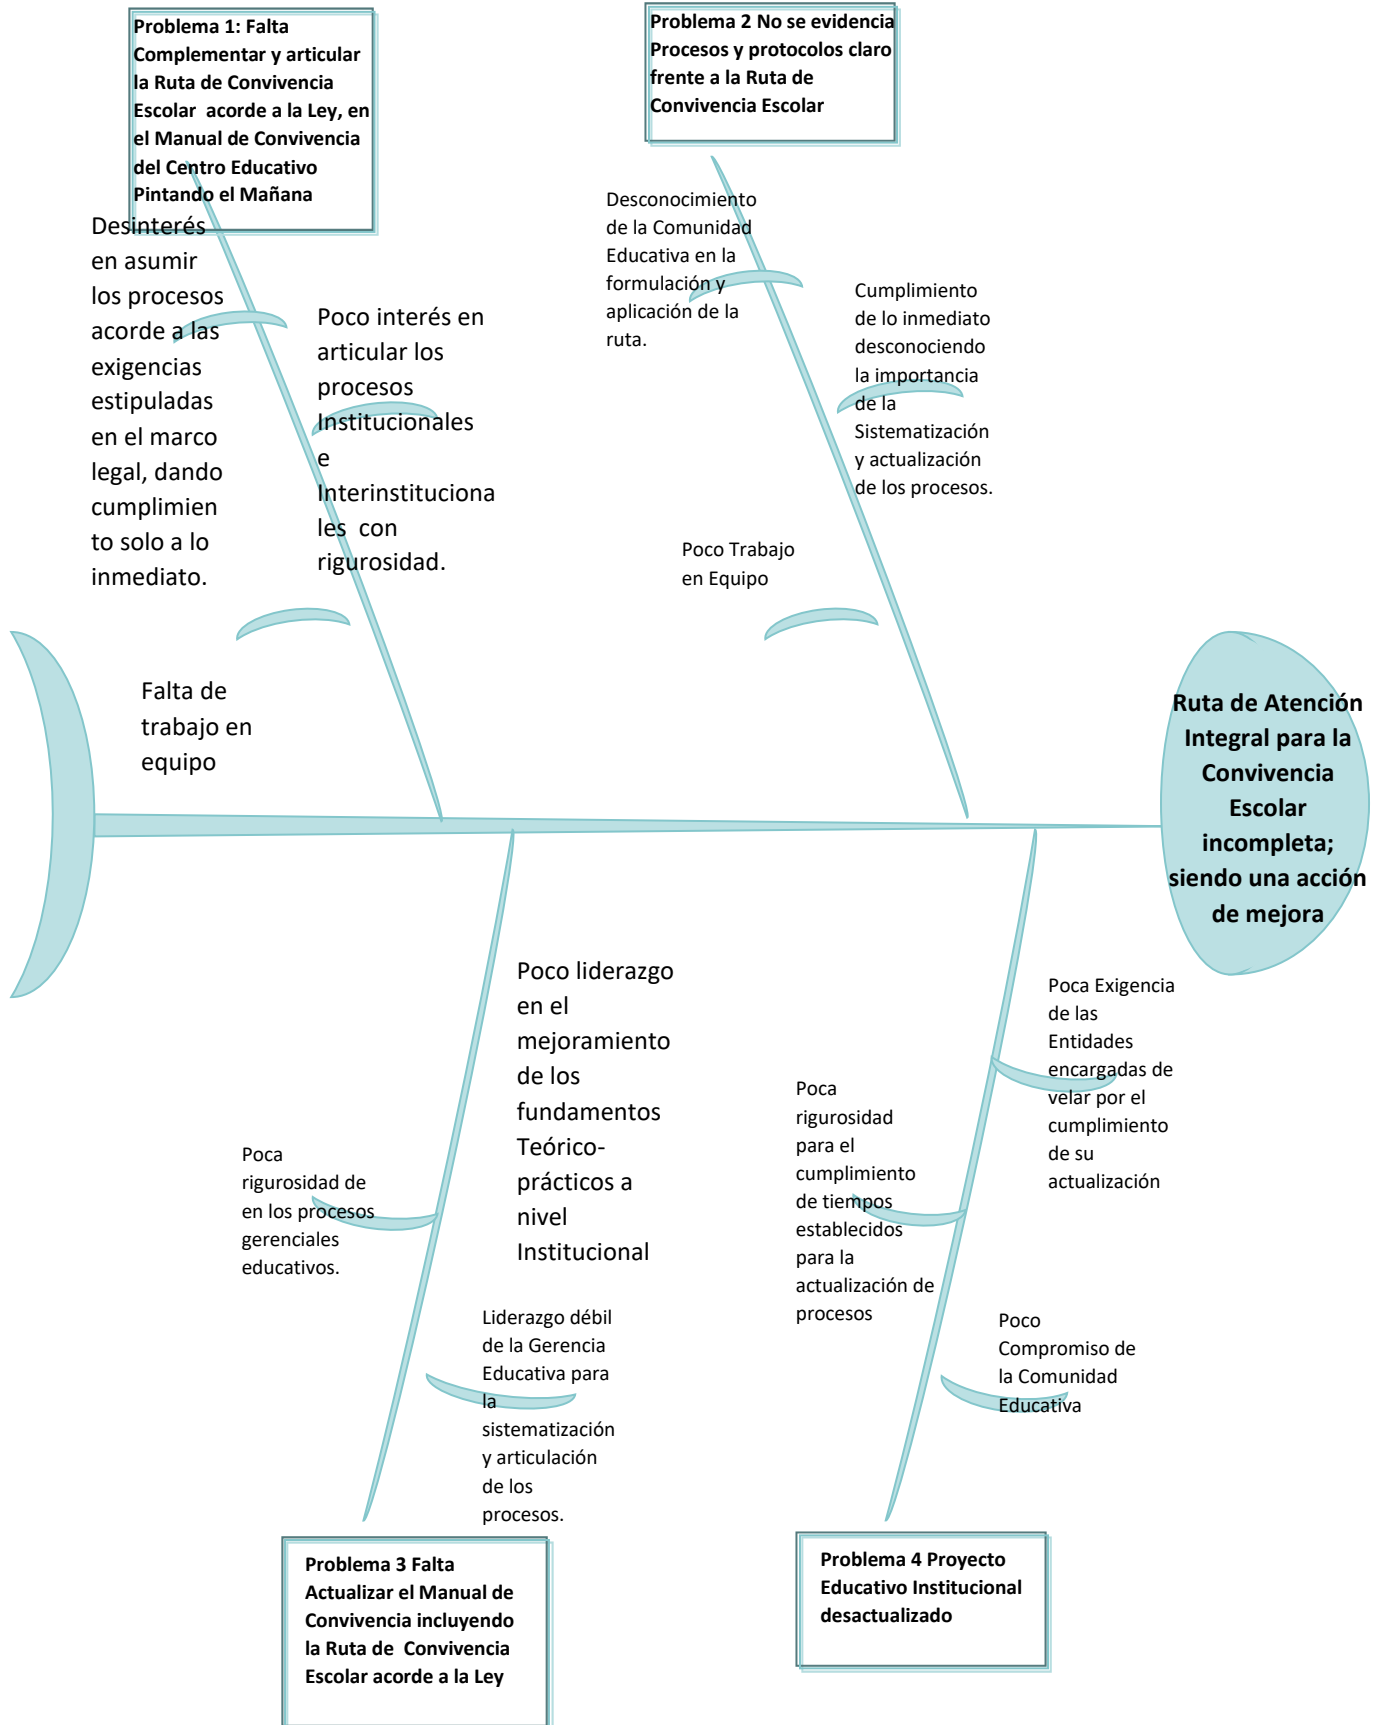 Problema 1: Falta
Complementar y articular
la Ruta de Convivencia
Escolar  acorde a la Ley, en
el Manual de Convivencia
del Centro Educativo
Pintando el Mañana
Problema 2 No se evidencia
Procesos y protocolos claro
frente a la Ruta de
Convivencia Escolar
Desinterés
en asumir
los procesos
acorde a las
exigencias
estipuladas
en el marco
legal, dando
cumplimien
to solo a lo
inmediato.
Poco interés en
articular los
procesos
Institucionales
e
Interinstituciona
les  con
rigurosidad.
Falta de
trabajo en
equipo
Desconocimiento
de la Comunidad
Educativa en la
formulación y
aplicación de la
ruta.
Cumplimiento
de lo inmediato
desconociendo
la importancia
de la
Sistematización
y actualización
de los procesos.
Poco Trabajo
en Equipo
Ruta de Atención
Integral para la
Convivencia
Escolar
incompleta;
siendo una acción
de mejora
Poca
rigurosidad de
en los procesos
gerenciales
educativos.
Poco liderazgo
en el
mejoramiento
de los
fundamentos
Teórico-
prácticos a
nivel
Institucional
Liderazgo débil
de la Gerencia
Educativa para
la
sistematización
y articulación
de los
procesos.
Poca
rigurosidad
para el
cumplimiento
de tiempos
establecidos
para la
actualización de
procesos
Poca Exigencia
de las
Entidades
encargadas de
velar por el
cumplimiento
de su
actualización
Poco
Compromiso de
la Comunidad
Educativa
Problema 3 Falta
Actualizar el Manual de
Convivencia incluyendo
la Ruta de  Convivencia
Escolar acorde a la Ley
Problema 4 Proyecto
Educativo Institucional
desactualizado